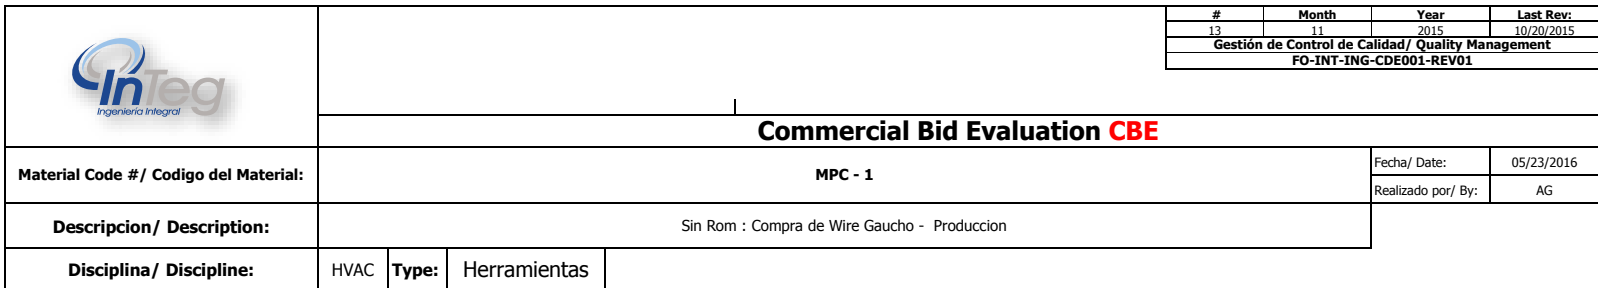 # Month Year Last Rev:
13 11 2015 10/20/2015
Gestión de Control de Calidad/ Quality Management
FO-INT-ING-CDE001-REV01
InTeg
Ingeniería Integral
Commercial Bid Evaluation CBE
Material Code #/ Codigo del Material: MPC - 1 Fecha/ Date: 05/23/2016
Realizado por/ By: AG
Descripcion/ Description: Sin Rom : Compra de Wire Gaucho - Produccion
Disciplina/ Discipline: HVAC Type: Herramientas